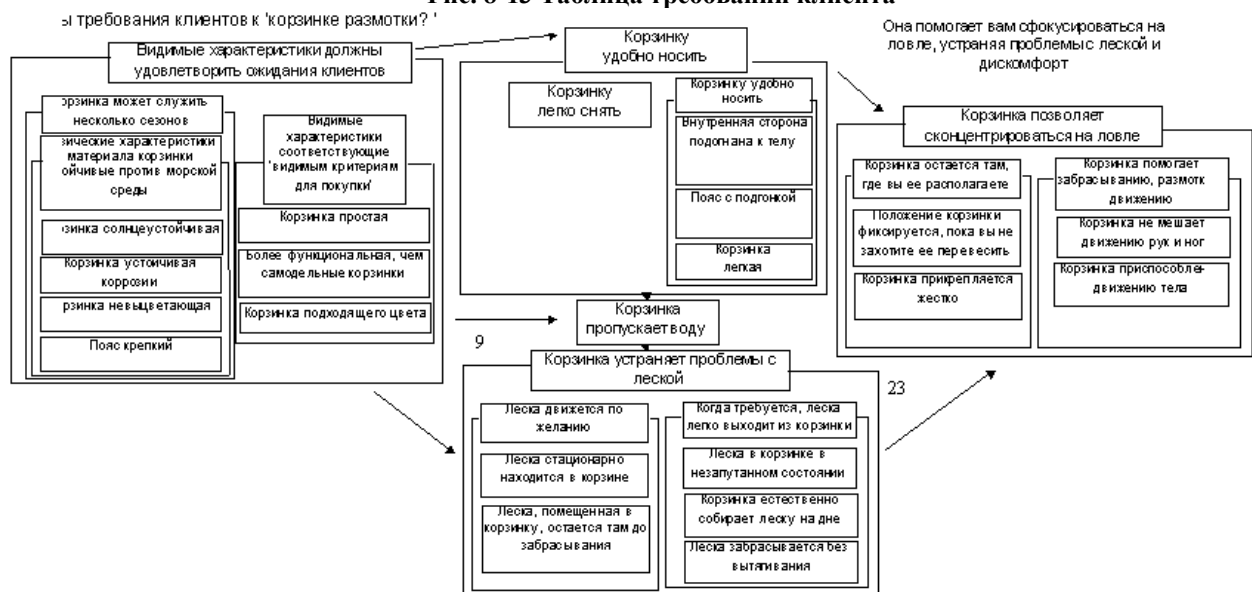 Рис. 8-13 Таблица требований клиента
ы требования клиентов к 'корзинке размотки? '
Видимые характеристики должны
удовлетворить ожидания клиентов
орзинка может служить
несколько сезонов
зические характеристики
материала корзинки
ойчивые против морской
среды
зинка солнцеустойчивая
Корзинка устойчивая
коррозии
рзинка невыцветающая
Пояс крепкий
Видимые
характеристики
соответствующие
'видимым критериям
для покупки'
Корзинка простая
Более функциональная, чем
самодельные корзинки
Корзинка подходящего цвета
Корзинку
удобно носить
Корзинку
легко снять
Корзинку удобно
носить
Внутренняя сторона
подогнана к телу
Пояс с подгонкой
Корзинка
легкая
Корзинка
пропускает воду
9
Корзинка устраняет проблемы с
леской
Леска движется по
желанию
Леска стационарно
находится в корзине
Леска, помещенная в
корзинку, остается там до
забрасывания
Когда требуется, леска
легко выходит из корзинки
Леска в корзинке в
незапутанном состоянии
Корзинка естественно
собирает леску на дне
Леска забрасывается без
вытягивания
23
Она помогает вам сфокусироваться на
ловле, устраняя проблемы с леской и
дискомфорт
Корзинка позволяет
сконцентрироваться на ловле
Корзинка остается там,
где вы ее располагаете
Положение корзинки
фиксируется, пока вы не
захотите ее перевесить
Корзинка прикрепляется
жестко
Корзинка помогает
забрасыванию, размотк
движению
Корзинка не мешает
движению рук и ног
Корзинка приспособле-
движению тела